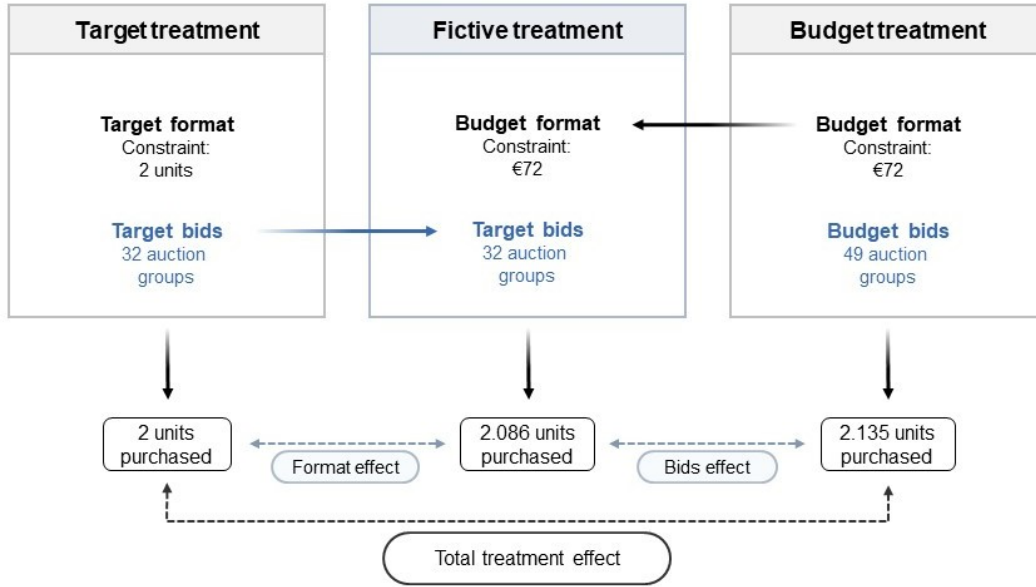 Target treatment
Fictive treatment
Budget treatment
Target format
Constraint:
2 units
Budget format
Constraint:
€72
Budget format
Constraint:
€72
Target bids
32 auction
groups
Target bids
32 auction
groups
Budget bids
49 auction
groups
2 units
purchased
2.086 units
purchased
2.135 units
purchased
Format effect
Bids effect
Total treatment effect